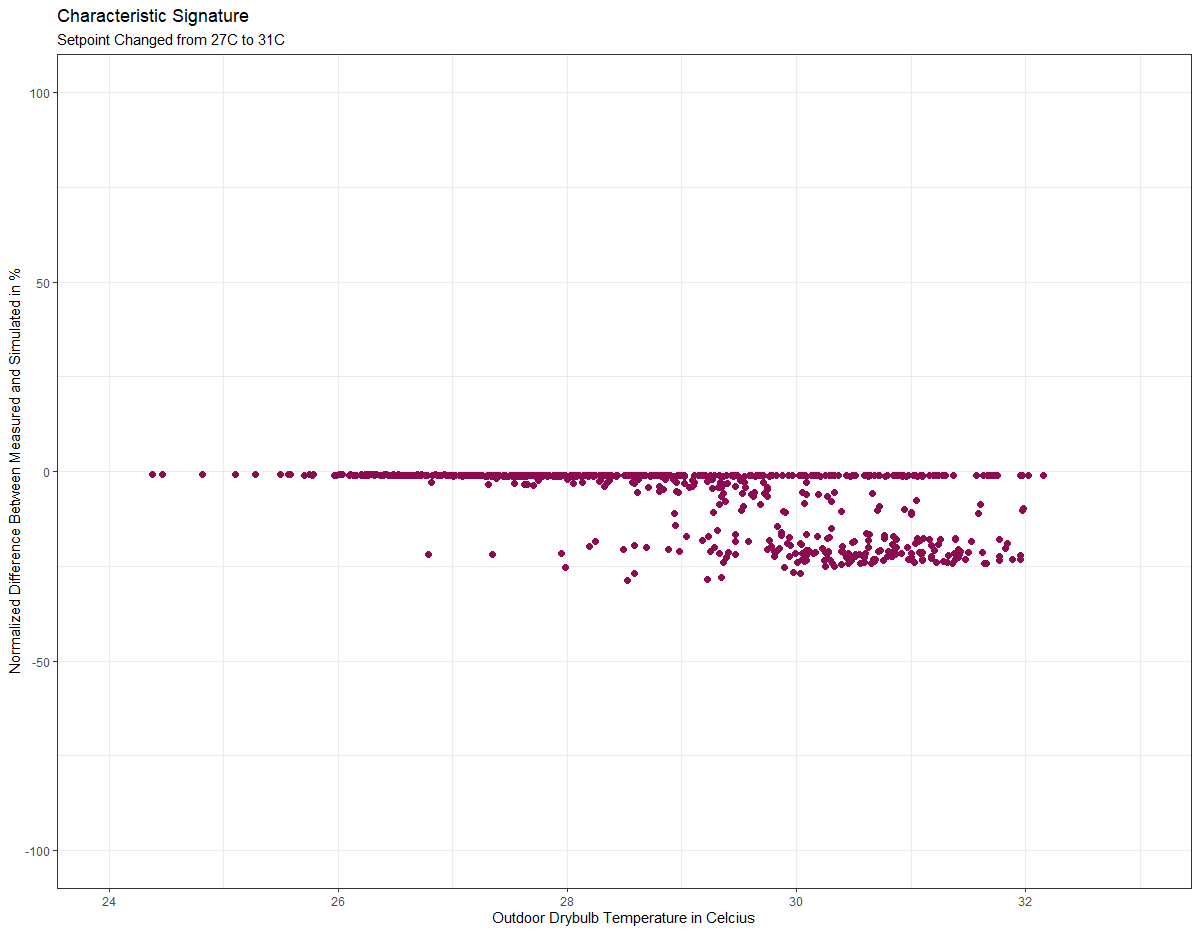 Characteristic Signature
Setpoint Changed from 27C to 31C
Normalized Difference Between Measured and Simulated in %
100
50
0
-50
-100
24 26 28 30 32
Outdoor Drybulb Temperature in Celcius